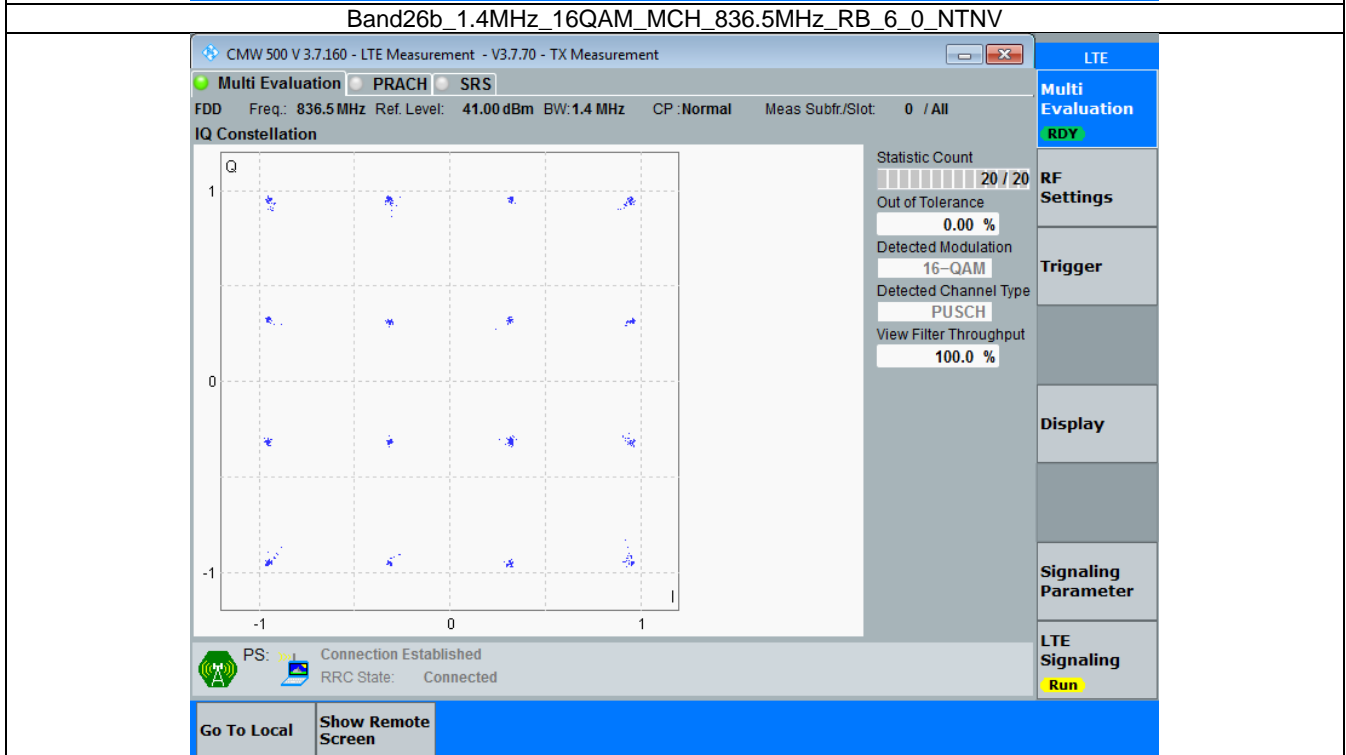 Band26b_1.4MHz_16QAM_MCH_836.5MHz_RB_6_0_NTNV
CMW 500 V 3.7.160 - LTE Measurement - V3.7.70 - TX Measurement
LTE
Multi Evaluation PRACH SRS
Multi
Evaluation
RDY
FDD Freq.: 836.5 MHz Ref. Level: 41.00 dBm BW: 1.4 MHz CP : Normal Meas Subfr./Slot: 0 / All
IQ Constellation
Q
1
0
-1
I
-1 0 1
Statistic Count
20 / 20
Out of Tolerance
0.00 %
Detected Modulation
16-QAM
Detected Channel Type
PUSCH
View Filter Throughput
100.0 %
RF
Settings
Trigger
Display
Signaling
Parameter
LTE
Signaling
Run
PS: Connection Established
RRC State: Connected
Go To Local
Show Remote
Screen